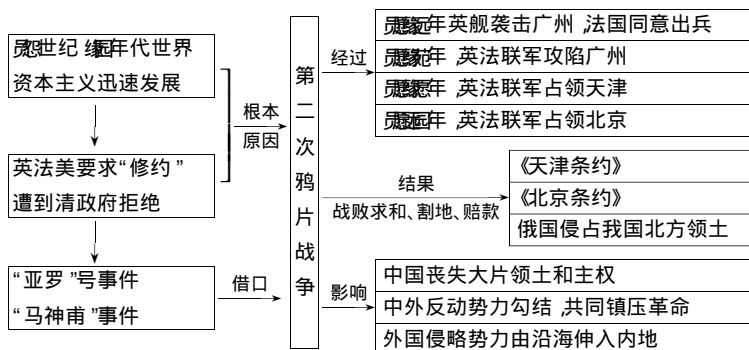 世纪 年代世界
资本主义迅速发展
英法美要求“修约”
遭到清政府拒绝
“亚罗”号事件
“马神甫”事件
根本
原因
借口
第
二
次
鸦
片
战
争
经过
年英舰袭击广州,法国同意出兵
年,英法联军攻陷广州
年,英法联军占领天津
年,英法联军占领北京
结果
战败求和、割地、赔款
《天津条约》
《北京条约》
俄国侵占我国北方领土
影响
中国丧失大片领土和主权
中外反动势力勾结,共同镇压革命
外国侵略势力由沿海伸入内地